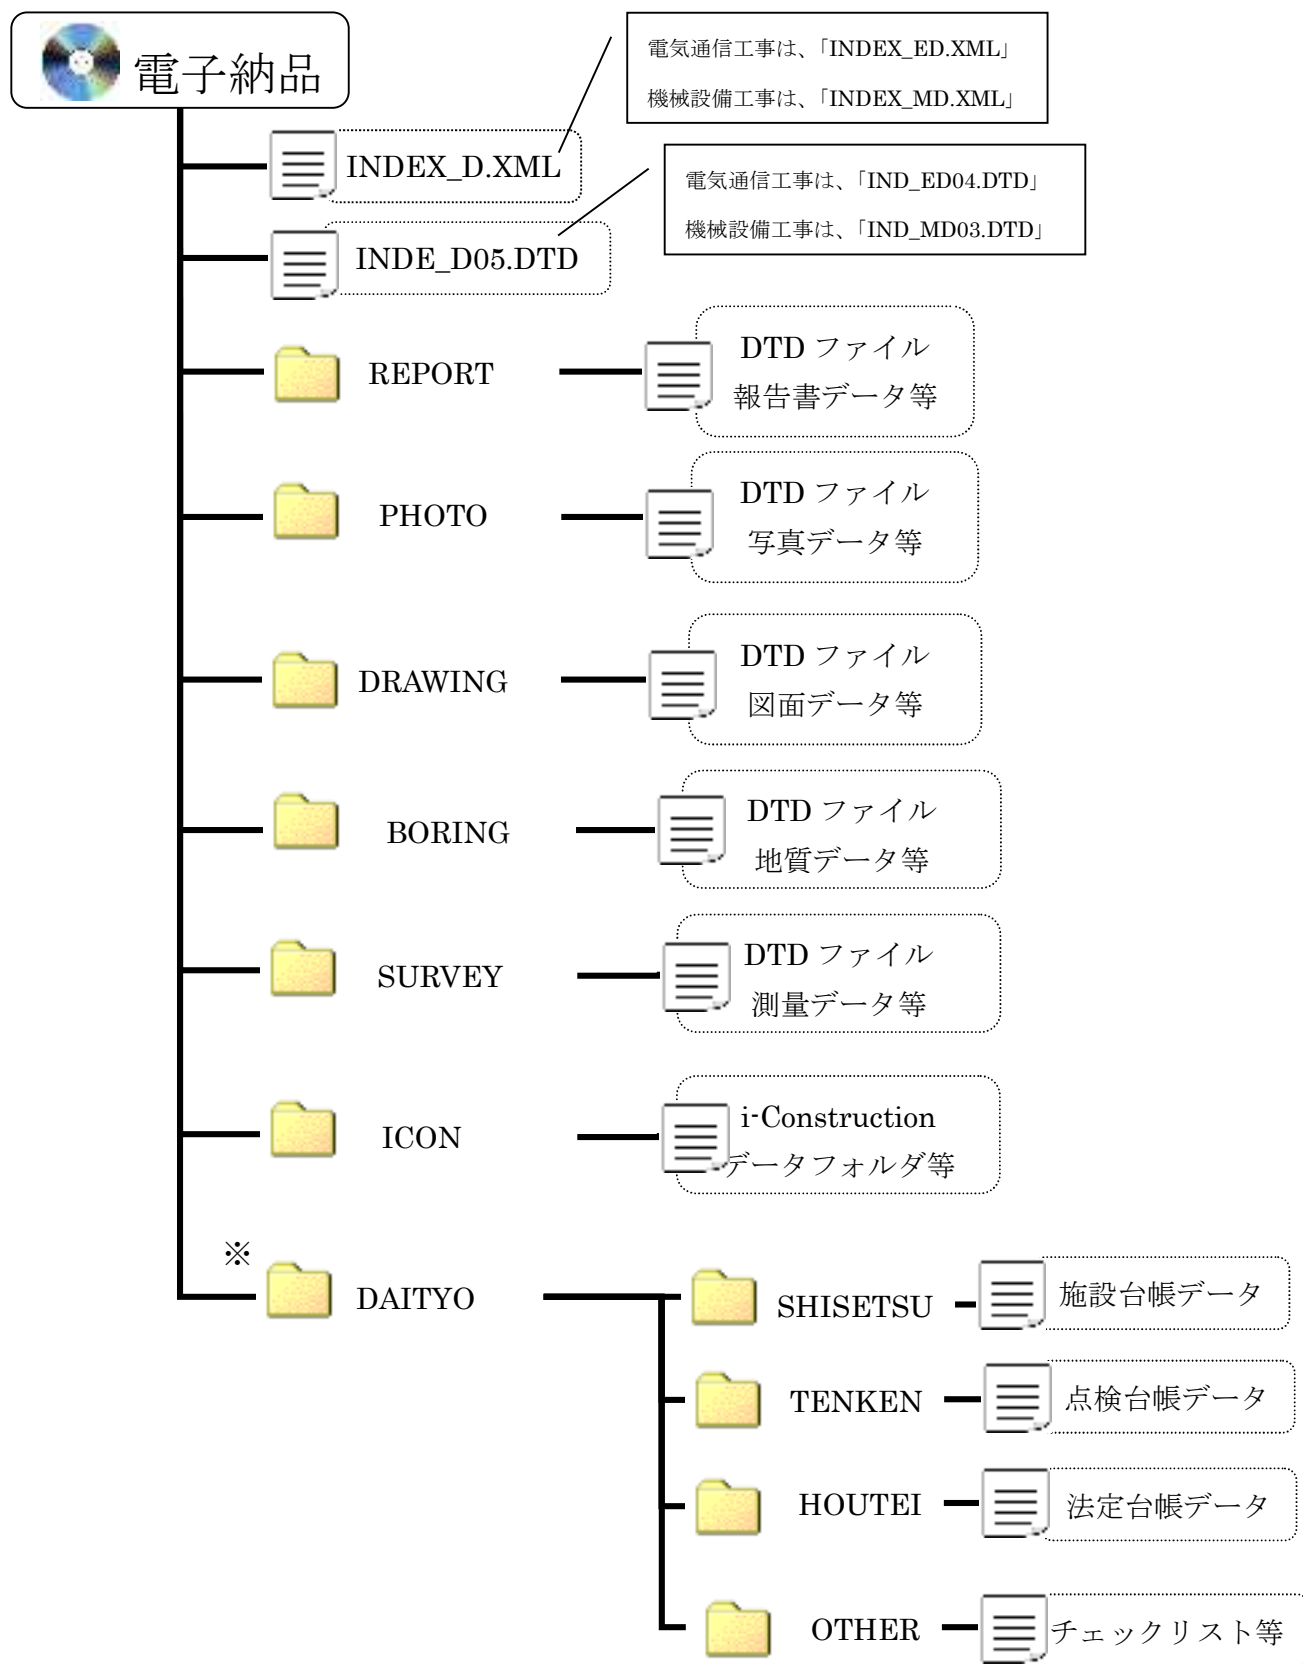 電子納品
電気通信工事は、「INDEX_ED.XML」
機械設備工事は、「INDEX_MD.XML」
INDEX_D.XML
電気通信工事は、「IND_ED04.DTD」
機械設備工事は、「IND_MD03.DTD」
INDE_D05.DTD
REPORT
DTD ファイル
報告書データ等
PHOTO
DTD ファイル
写真データ等
DRAWING
DTD ファイル
図面データ等
BORING
DTD ファイル
地質データ等
SURVEY
DTD ファイル
測量データ等
ICON
i-Construction
データフォルダ等
※
DAITYO
SHISETSU
施設台帳データ
TENKEN
点検台帳データ
HOUTEI
法定台帳データ
OTHER
チェックリスト等